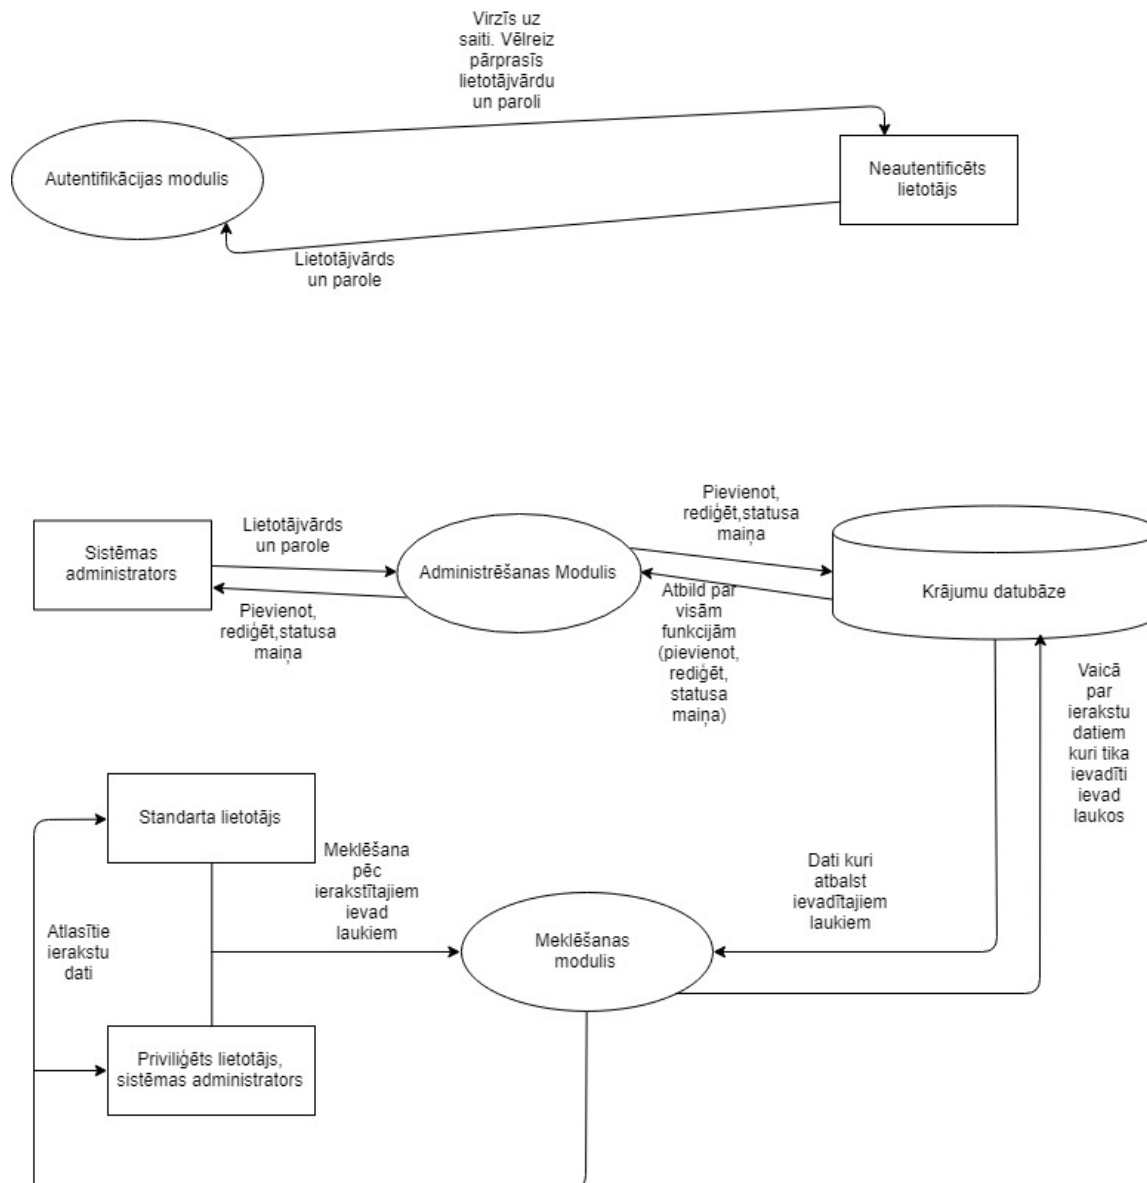 Virzīs uz
saiti. Vēlreiz
pārprasīs
lietotājvārdu
un paroli
Autentifikācijas modulis
Neautentificēts
lietotājs
Lietotājvārds
un parole
Sistēmas
administrators
Lietotājvārds
un parole
Pievienot,
rediģēt,statusa
maiņa
Administrēšanas Modulis
Pievienot,
rediģēt,statusa
maiņa
Atbild par
visām
funkcijām
(pievienot,
rediģēt,
statusa
maiņa)
Krājumu datubāze
Vaicā
par
ierakstu
datiem
kuri tika
ievadīti
ievad
laukos
Standarta lietotājs
Atlasītie
ierakstu
dati
Meklēšana
pēc
ierakstītajiem
ievad
laukiem
Meklēšanas
modulis
Dati kuri
atbalst
ievadītajiem
laukiem
Priviliģēts lietotājs,
sistēmas administrators